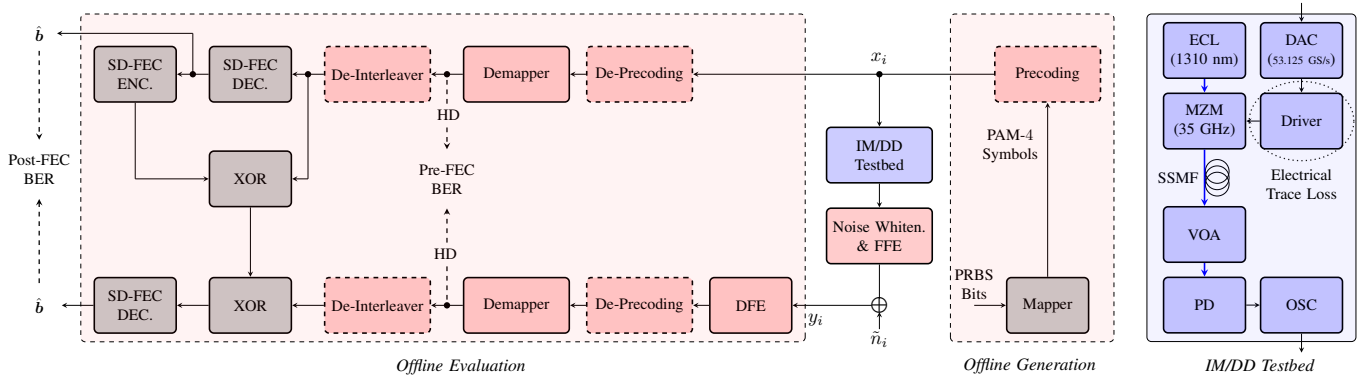 b̂
SD-FEC
ENC.
SD-FEC
DEC.
De-Interleaver
Demapper
De-Precoding
x_i
Precoding
HD
Post-FEC
BER
XOR
Pre-FEC
BER
IM/DD
Testbed
PAM-4
Symbols
Noise Whiten.
& FFE
HD
PRBS
Bits
b̂
SD-FEC
DEC.
XOR
De-Interleaver
Demapper
De-Precoding
DFE
y_i
ñ_i
Mapper
Offline Evaluation
Offline Generation
ECL
(1310 nm)
DAC
(53.125 GS/s)
MZM
(35 GHz)
Driver
SSMF
Electrical
Trace Loss
VOA
PD
OSC
IM/DD Testbed